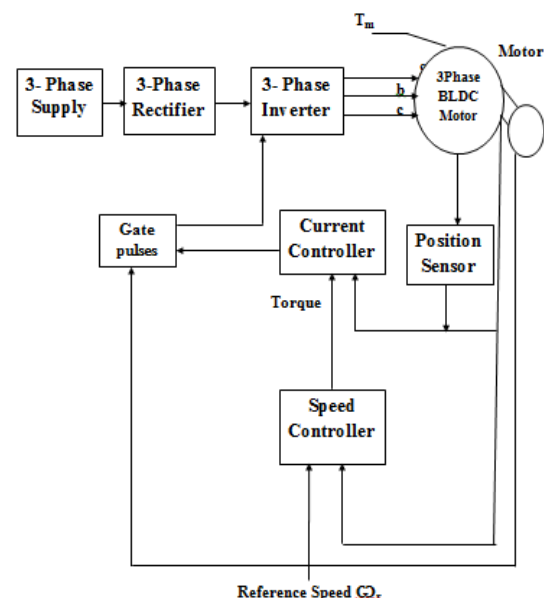 T_m
Motor
3- Phase
Supply
3-Phase
Rectifier
3- Phase
Inverter
b
c
3Phase
BLDC
Motor
Gate
pulses
Current
Controller
Position
Sensor
Torque
Speed
Controller
Reference Speed